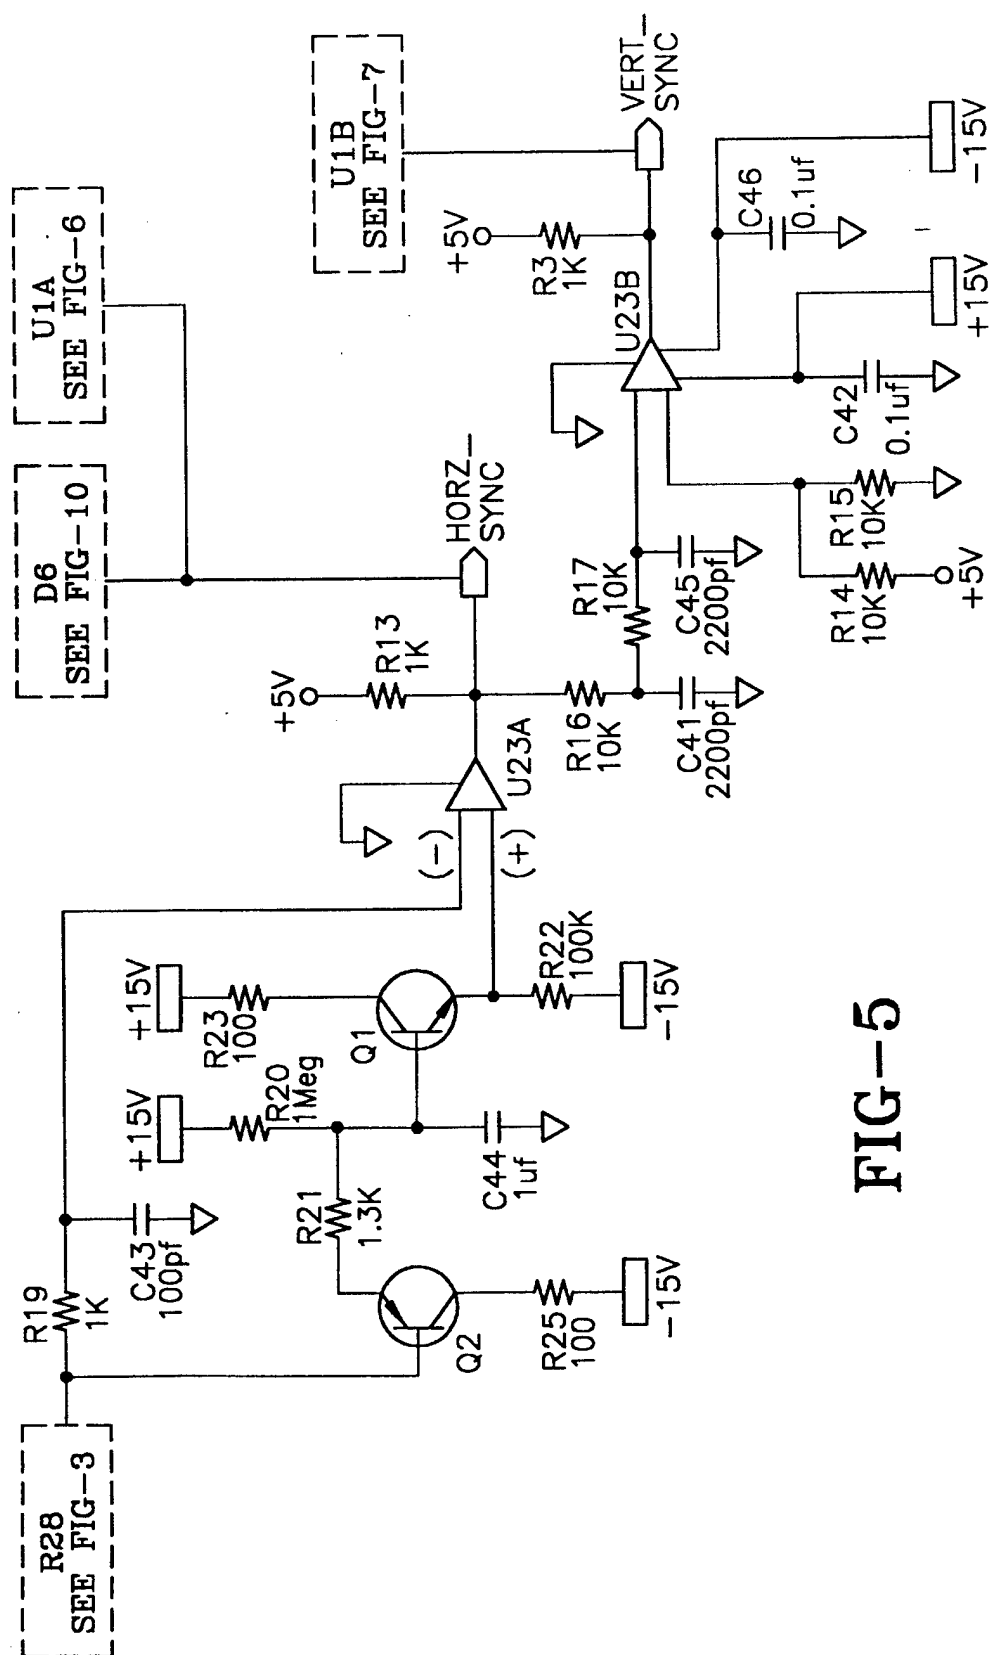 R28
SEE FIG-3
R19
1K
C43
100pf
+15V
R20
1Meg
+15V
R23
100
R21
1.3K
Q2
R25
100
-15V
C44
1uf
Q1
R22
100K
-15V
(-)
(+)
U23A
+5V
R13
1K
D6
SEE FIG-10
U1A
SEE FIG-6
HORZ_
SYNC
R16
10K
C41
2200pf
R17
10K
C45
2200pf
R14
10K
+5V
R15
10K
U23B
C42
0.1uf
+15V
C46
0.1uf
-15V
+5V
R3
1K
U1B
SEE FIG-7
VERT_
SYNC
FIG-5